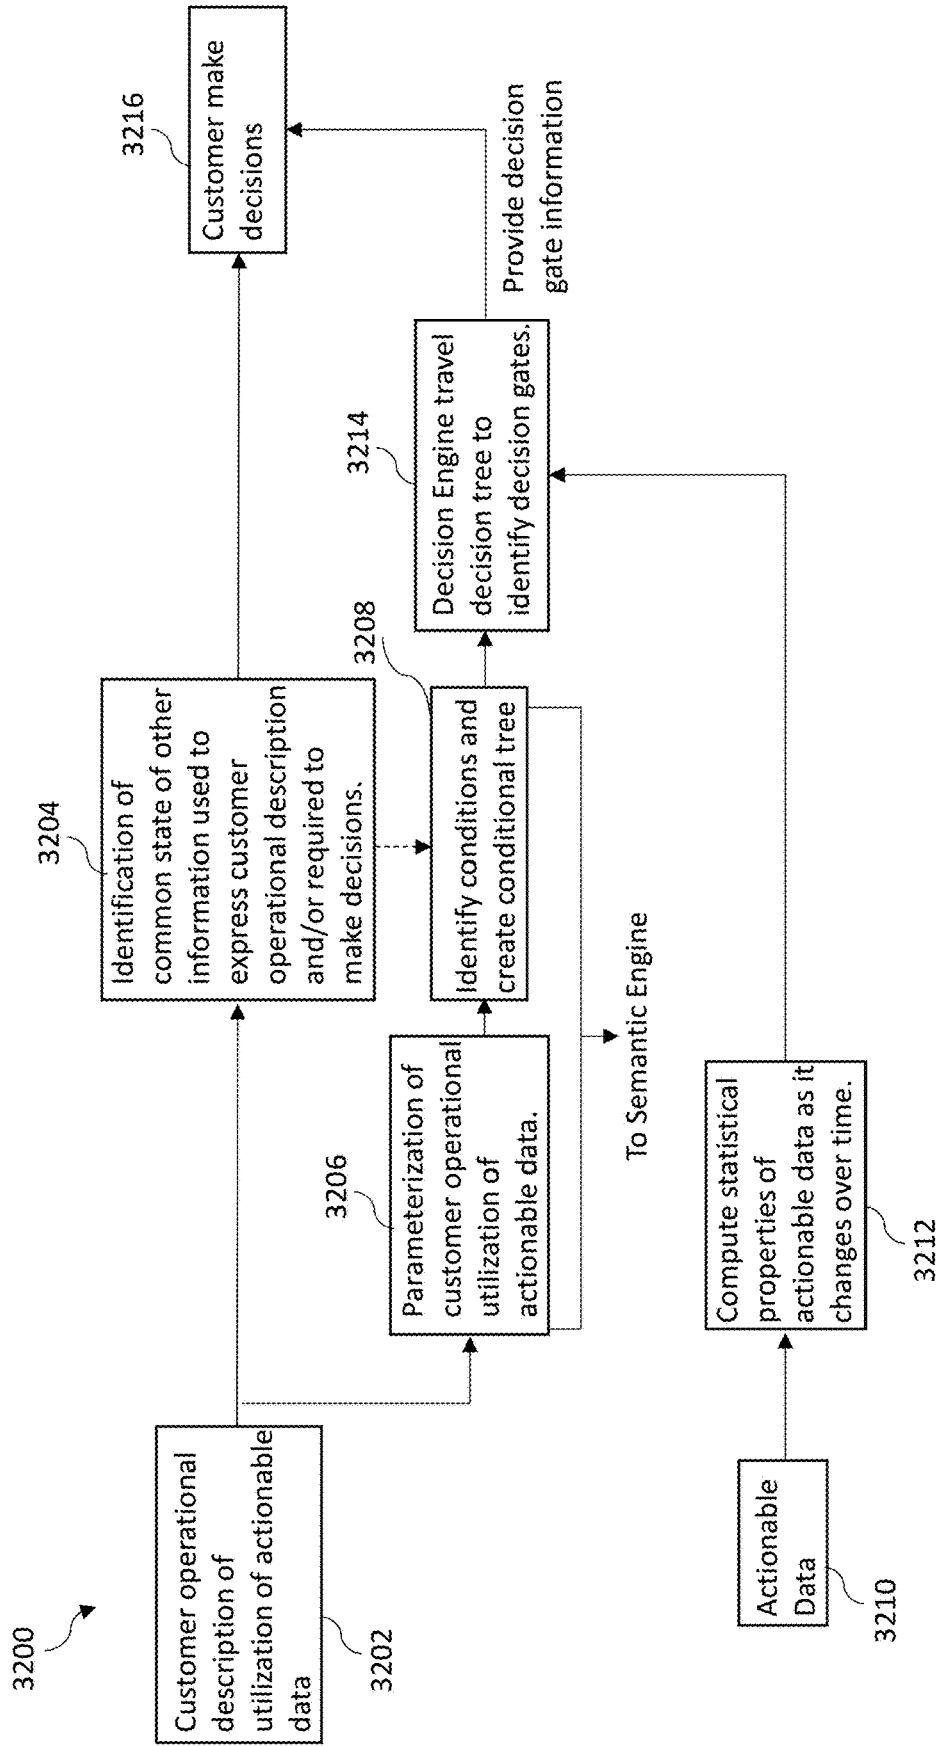 3200
Customer operational
description of
utilization of actionable
data
3202
3204
Identification of
common state of other
information used to
express customer
operational description
and/or required to
make decisions.
3216
Customer make
decisions
3206
Parameterization of
customer operational
utilization of
actionable data.
3208
Identify conditions and
create conditional tree
3214
Decision Engine travel
decision tree to
identify decision gates.
Provide decision
gate information
To Semantic Engine
Actionable
Data
3210
Compute statistical
properties of
actionable data as it
changes over time.
3212